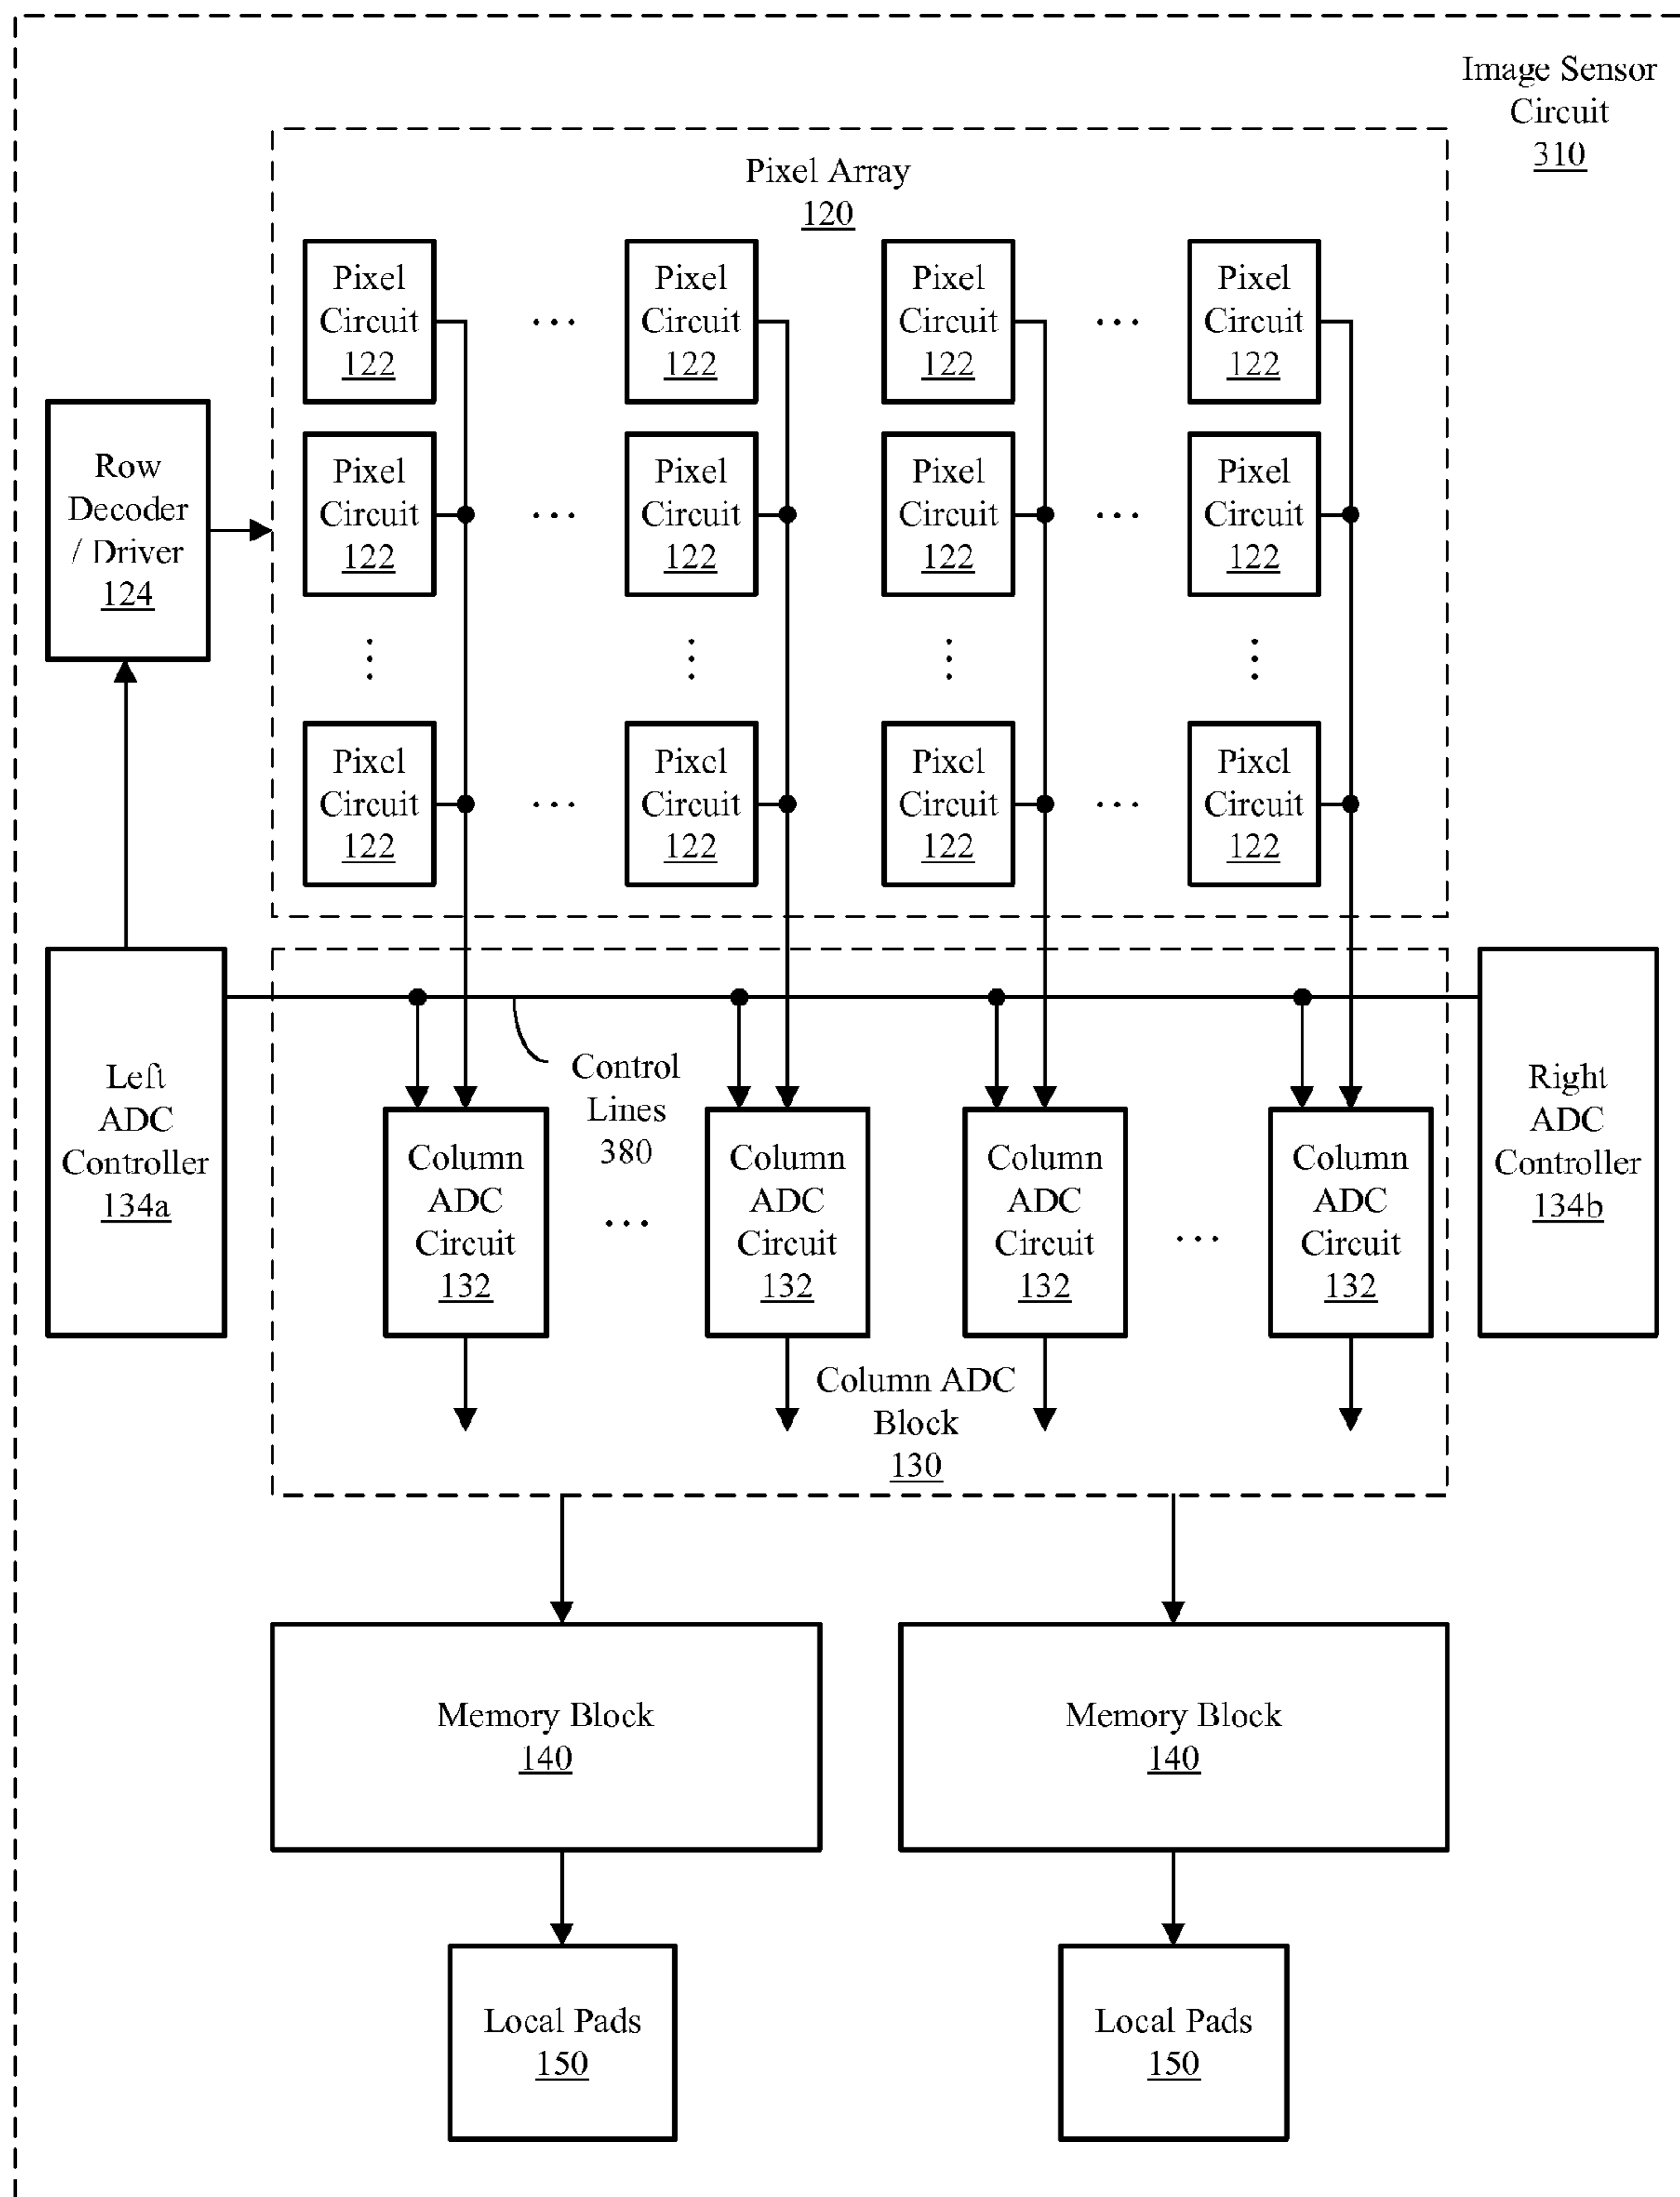 Image Sensor
Circuit
310
Pixel Array
120
Pixel
Circuit
122
Pixel
Circuit
122
Pixel
Circuit
122
Pixel
Circuit
122
Row
Decoder
/ Driver
124
Pixel
Circuit
122
Pixel
Circuit
122
Pixel
Circuit
122
Pixel
Circuit
122
Pixel
Circuit
122
Pixel
Circuit
122
Pixel
Circuit
122
Pixel
Circuit
122
Left
ADC
Controller
134a
Control
Lines
380
Right
ADC
Controller
134b
Column
ADC
Circuit
132
Column
ADC
Circuit
132
Column
ADC
Circuit
132
Column
ADC
Circuit
132
Column ADC
Block
130
Memory Block
140
Memory Block
140
Local Pads
150
Local Pads
150